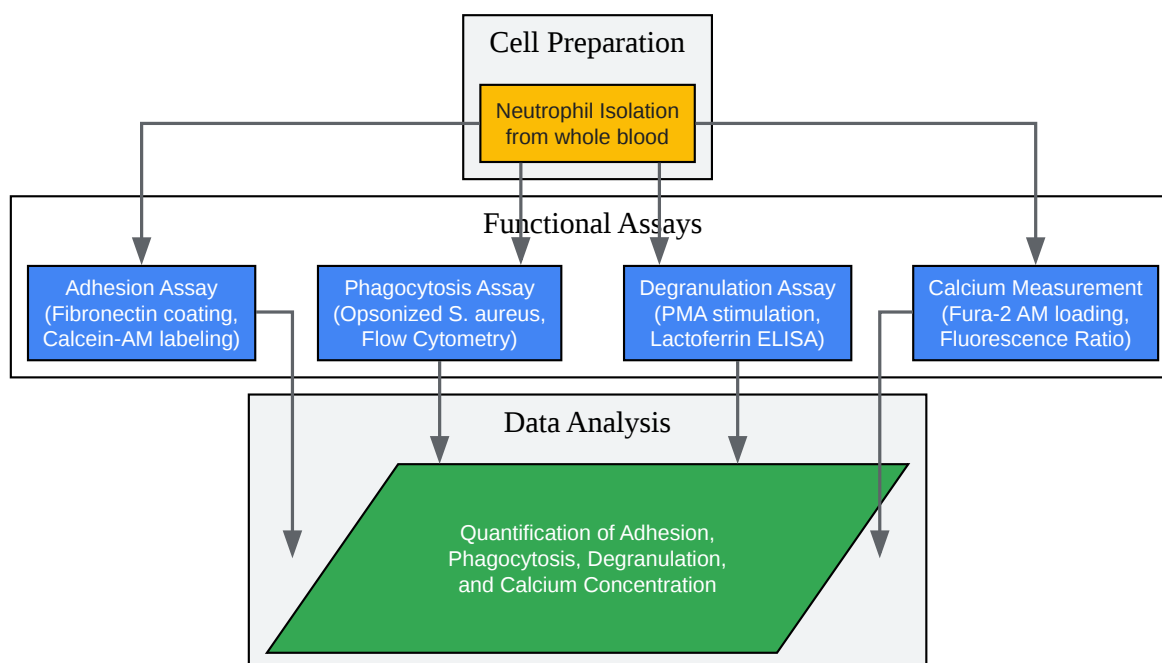 Cell Preparation
Neutrophil Isolation
from whole blood
Functional Assays
Adhesion Assay
(Fibronectin coating,
Calcein-AM labeling)
Phagocytosis Assay
(Opsonized S. aureus,
Flow Cytometry)
Degranulation Assay
(PMA stimulation,
Lactoferrin ELISA)
Calcium Measurement
(Fura-2 AM loading,
Fluorescence Ratio)
Data Analysis
Quantification of Adhesion,
Phagocytosis, Degranulation,
and Calcium Concentration